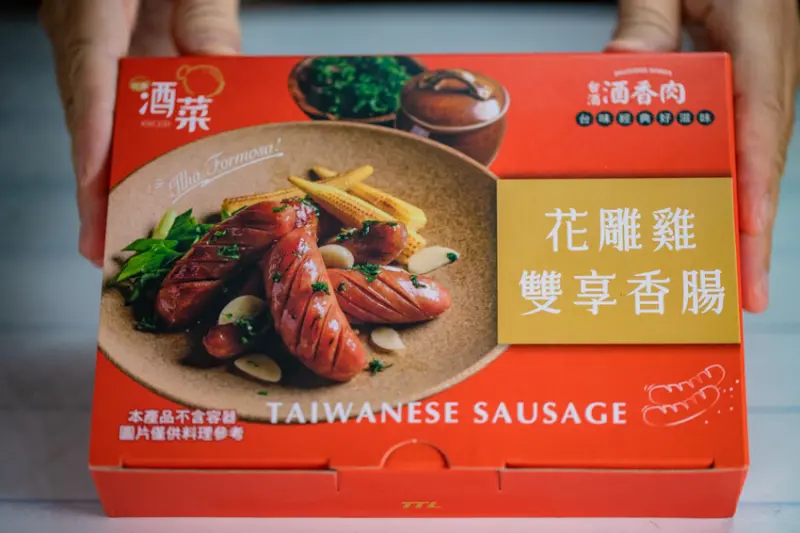 酒菜
Ilha Formosa!
台酒
酒香肉
台味經典好滋味
花雕雞
雙享香腸
本產品不含容器
圖片僅供料理參考
TAIWANESE SAUSAGE
TTL